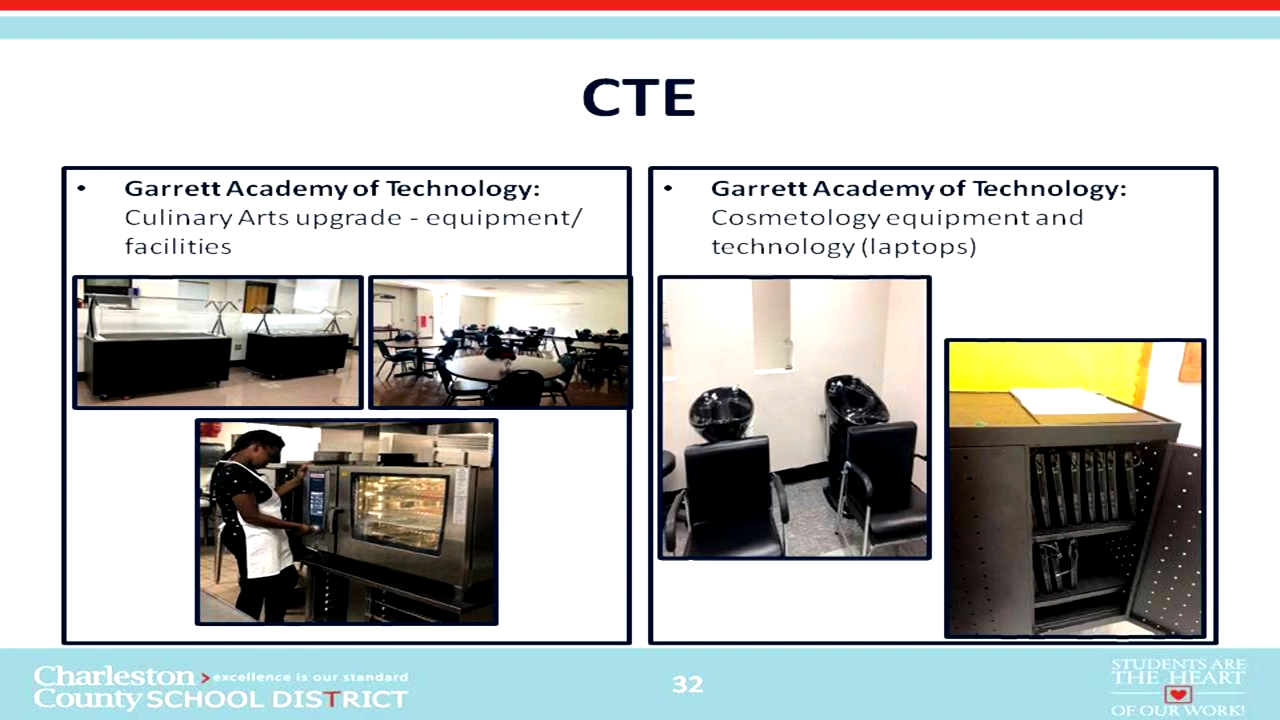 CTE
• Garrett Academy of Technology:
Culinary Arts upgrade - equipment/
facilities
• Garrett Academy of Technology:
Cosmetology equipment and
technology (laptops)
Charleston > excellence is our standard
County SCHOOL DISTRICT
32
STUDENTS ARE
THE HEART
OF OUR WORK!